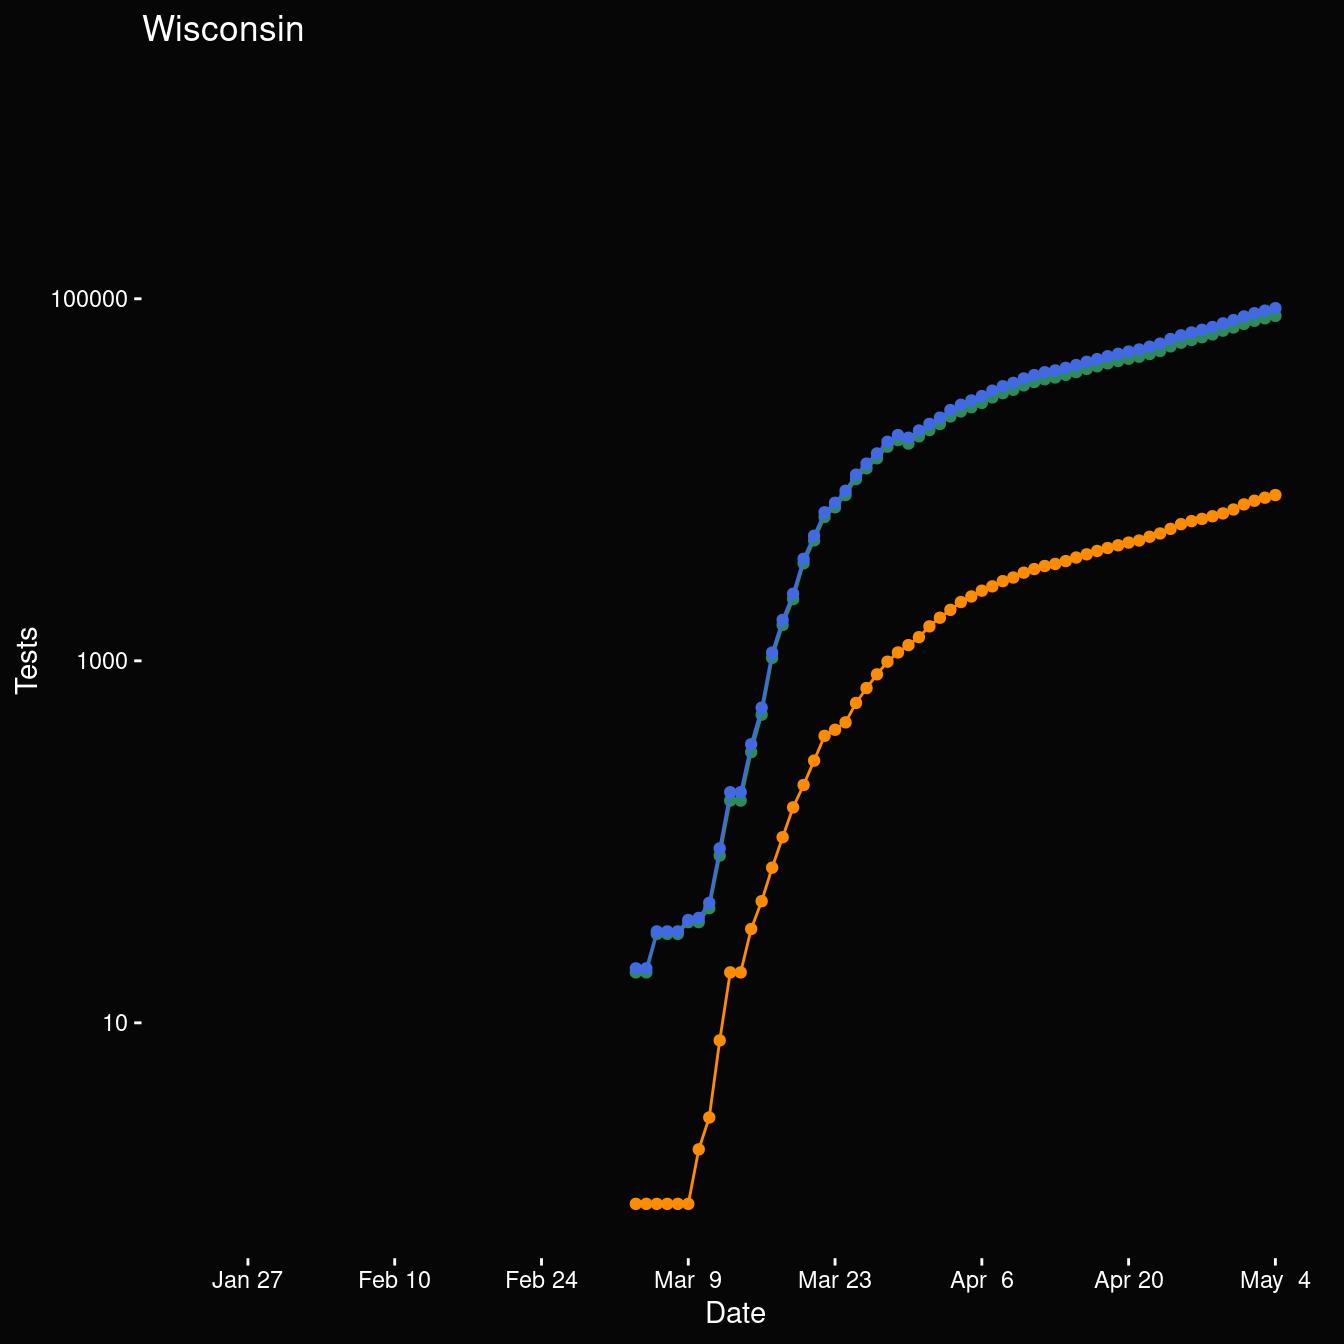 Wisconsin
100000
1000
10
Tests
Jan 27
Feb 10
Feb 24
Mar  9
Mar 23
Apr  6
Apr 20
May  4
Date